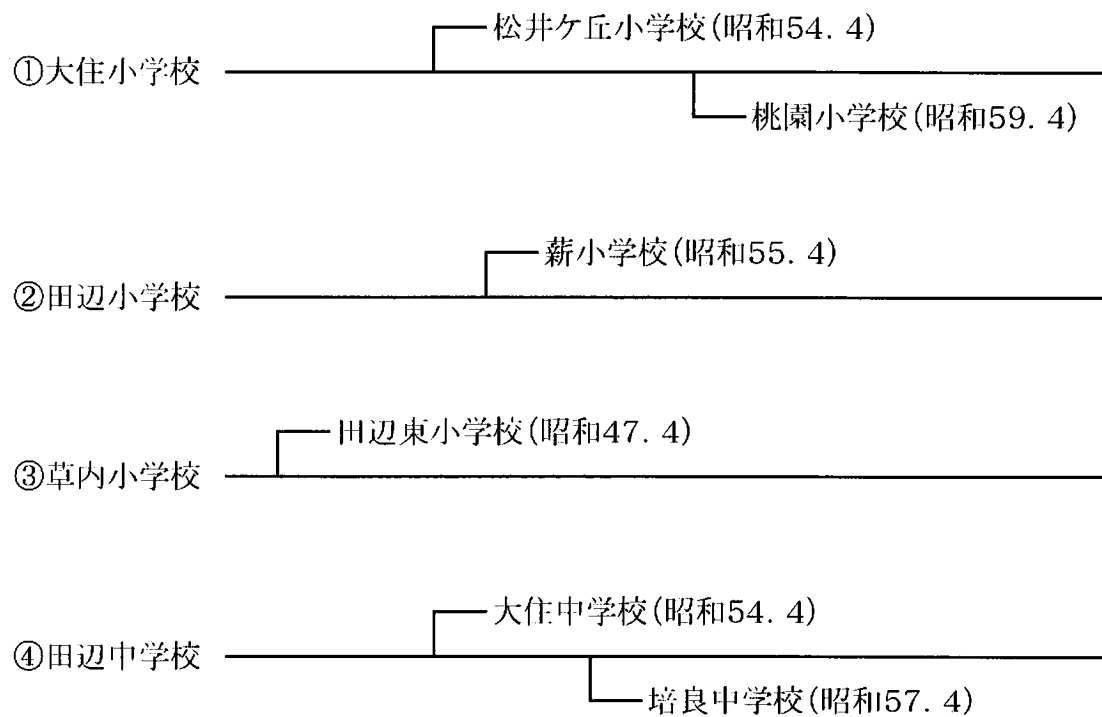 松井ケ丘小学校(昭和54. 4)
①大住小学校
桃園小学校(昭和59. 4)
薪小学校(昭和55. 4)
②田辺小学校
田辺東小学校(昭和47. 4)
③草内小学校
大住中学校(昭和54. 4)
④田辺中学校
培良中学校(昭和57. 4)